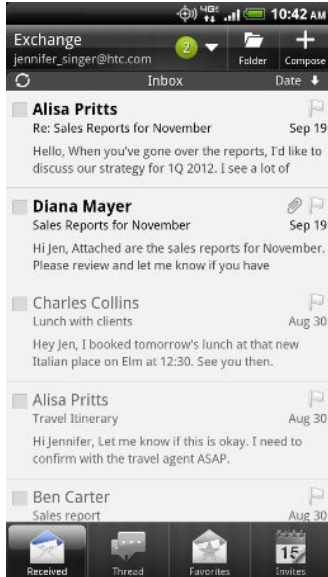 4G 10:42 AM
Exchange
jennifer_singer@htc.com
2
Folder
Compose
Inbox
Date
Alisa Pritts
Re: Sales Reports for November Sep 19
Hello, When you've gone over the reports, I'd like to
discuss our strategy for 1Q 2012. I see a lot of
Diana Mayer
Sales Reports for November Sep 19
Hi Jen, Attached are the sales reports for November.
Please review and let me know if you have
Charles Collins
Lunch with clients Aug 30
Hey Jen, I booked tomorrow's lunch at that new
Italian place on Elm at 12:30. See you then.
Alisa Pritts
Travel Itinerary Aug 30
Hi Jennifer, Let me know if this is okay. I need to
confirm with the travel agent ASAP.
Ben Carter
Sales report Aug 30
15
Received Thread Favorites Invites